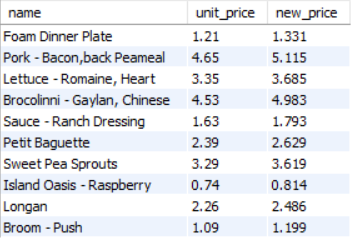 name unit_price new_price
Foam Dinner Plate 1.21 1.331
Pork - Bacon,back Peameal 4.65 5.115
Lettuce - Romaine, Heart 3.35 3.685
Brocolinni - Gaylan, Chinese 4.53 4.983
Sauce - Ranch Dressing 1.63 1.793
Petit Baguette 2.39 2.629
Sweet Pea Sprouts 3.29 3.619
Island Oasis - Raspberry 0.74 0.814
Longan 2.26 2.486
Broom - Push 1.09 1.199